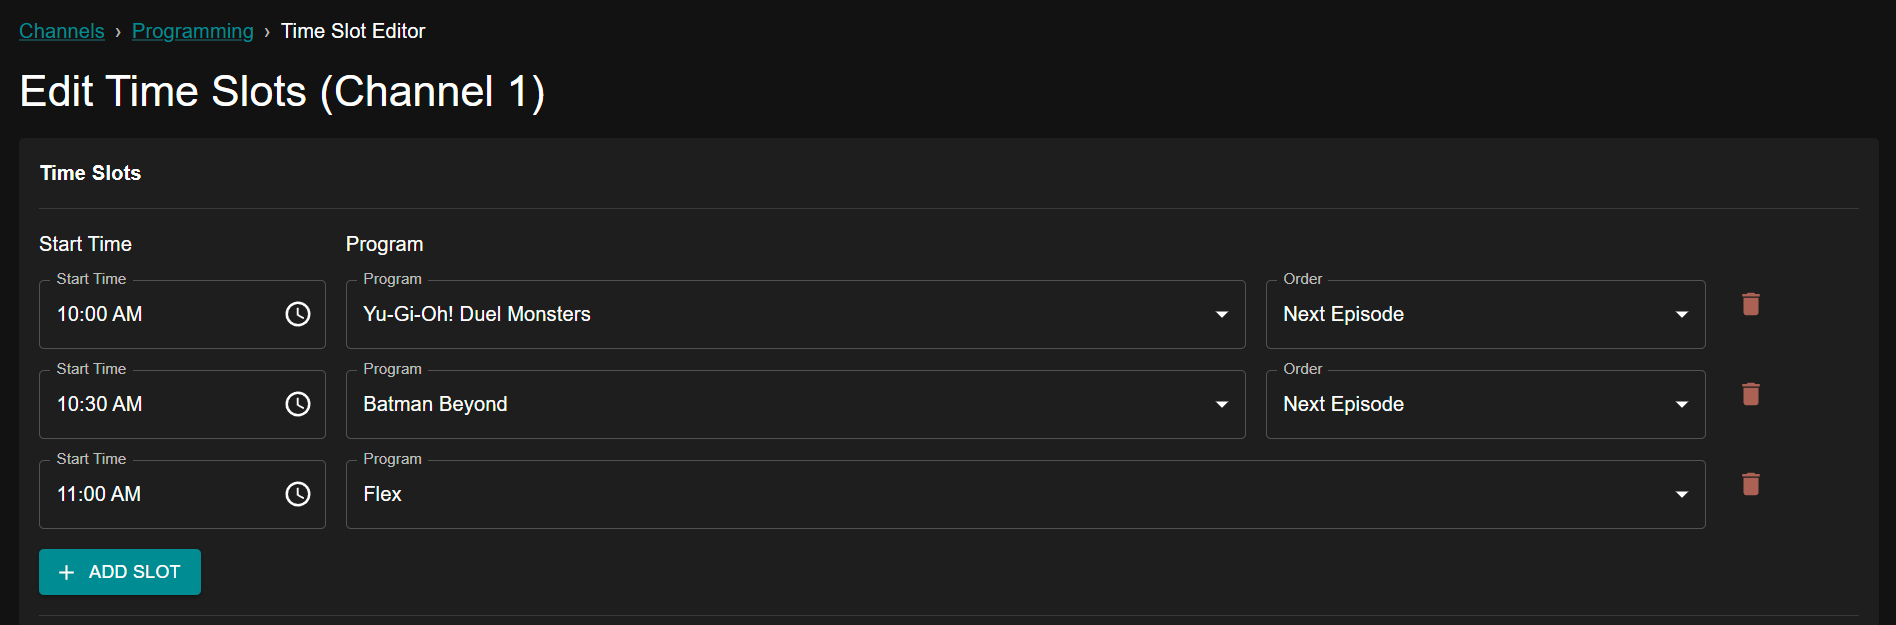 Channels › Programming › Time Slot Editor
Edit Time Slots (Channel 1)
Time Slots
Start Time Program
Start Time Program Order
10:00 AM Yu-Gi-Oh! Duel Monsters Next Episode
Start Time Program Order
10:30 AM Batman Beyond Next Episode
Start Time Program
11:00 AM Flex
+ ADD SLOT